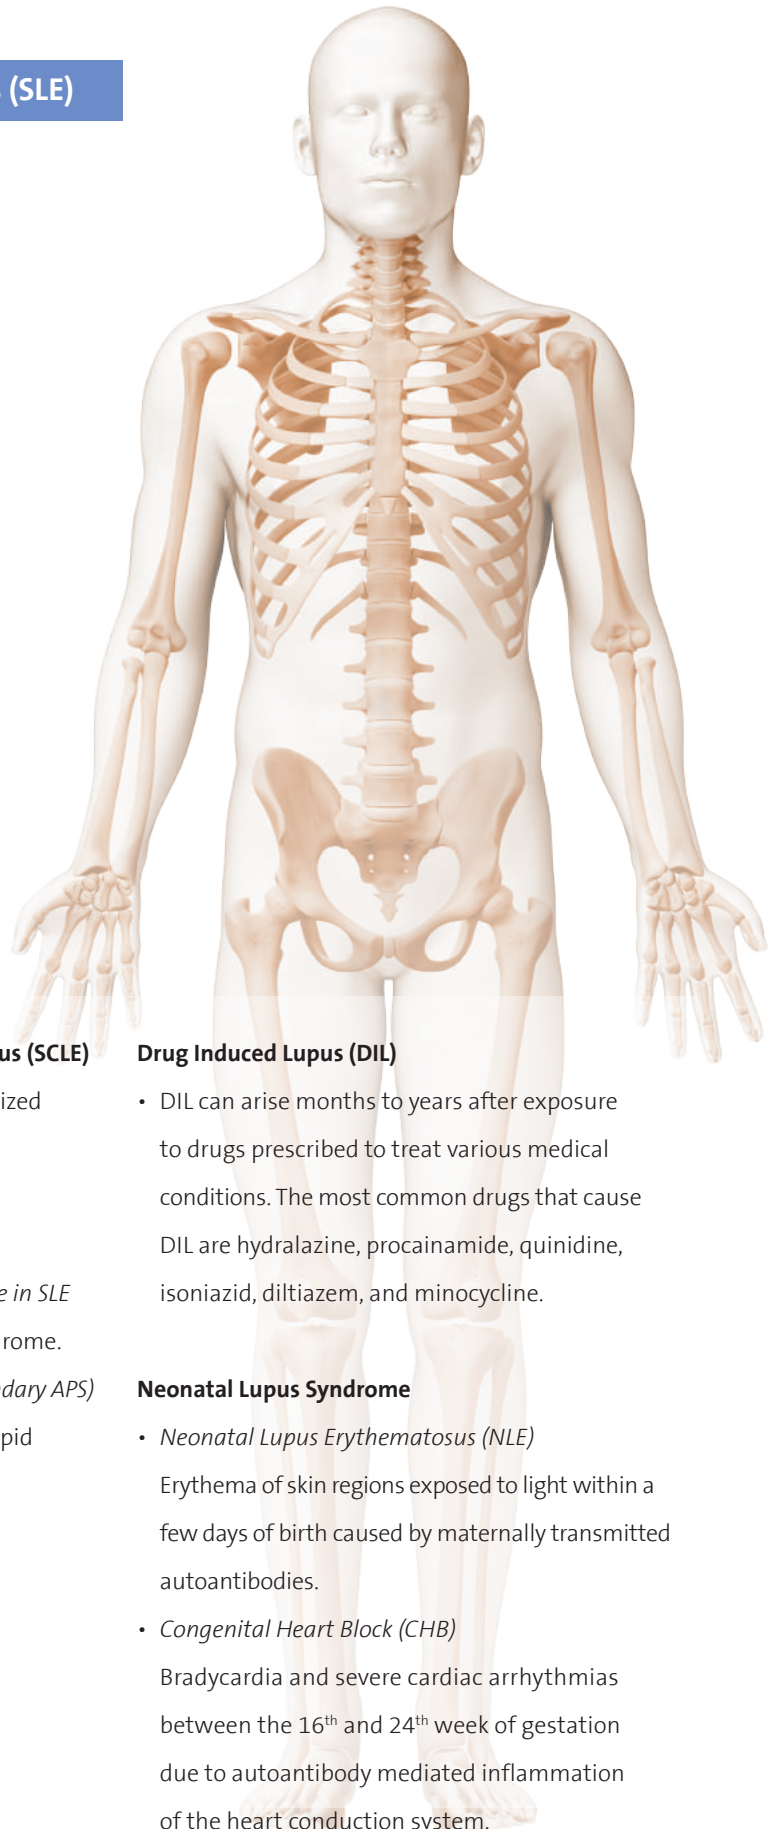 (SLE)
us (SCLE)
ized
e in SLE
rome.
dary APS)
pid
Drug Induced Lupus (DIL)
• DIL can arise months to years after exposure
to drugs prescribed to treat various medical
conditions. The most common drugs that cause
DIL are hydralazine, procainamide, quinidine,
isoniazid, diltiazem, and minocycline.
Neonatal Lupus Syndrome
• Neonatal Lupus Erythematosus (NLE)
Erythema of skin regions exposed to light within a
few days of birth caused by maternally transmitted
autoantibodies.
• Congenital Heart Block (CHB)
Bradycardia and severe cardiac arrhythmias
between the 16th and 24th week of gestation
due to autoantibody mediated inflammation
of the heart conduction system.